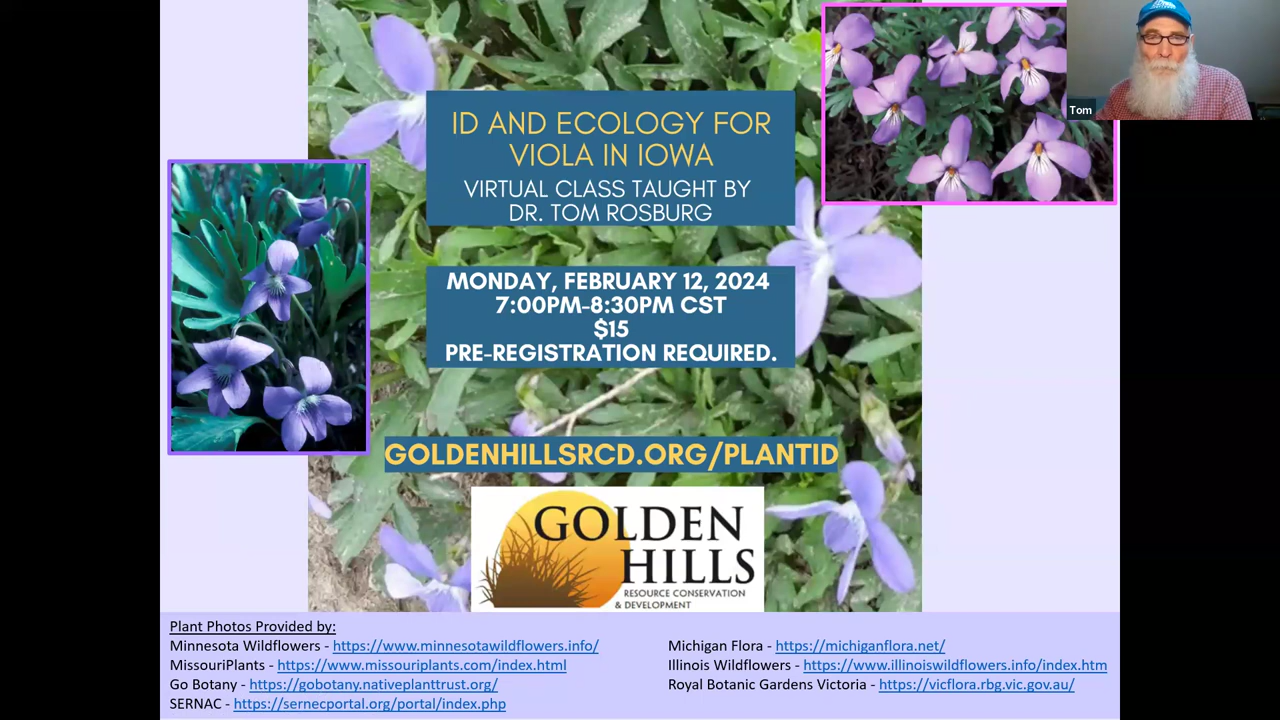 Tom
ID AND ECOLOGY FOR
VIOLA IN IOWA
VIRTUAL CLASS TAUGHT BY
DR. TOM ROSBURG
MONDAY, FEBRUARY 12, 2024
7:00PM-8:30PM CST
$15
PRE-REGISTRATION REQUIRED.
GOLDENHILLSRCD.ORG/PLANTID
GOLDEN
HILLS
RESOURCE CONSERVATION
& DEVELOPMENT
Plant Photos Provided by:
Minnesota Wildflowers - https://www.minnesotawildflowers.info/
MissouriPlants - https://www.missouriplants.com/index.html
Go Botany - https://gobotany.nativeplanttrust.org/
SERNAC - https://sernecportal.org/portal/index.php
Michigan Flora - https://michiganflora.net/
Illinois Wildflowers - https://www.illinoiswildflowers.info/index.htm
Royal Botanic Gardens Victoria - https://vicflora.rbg.vic.gov.au/